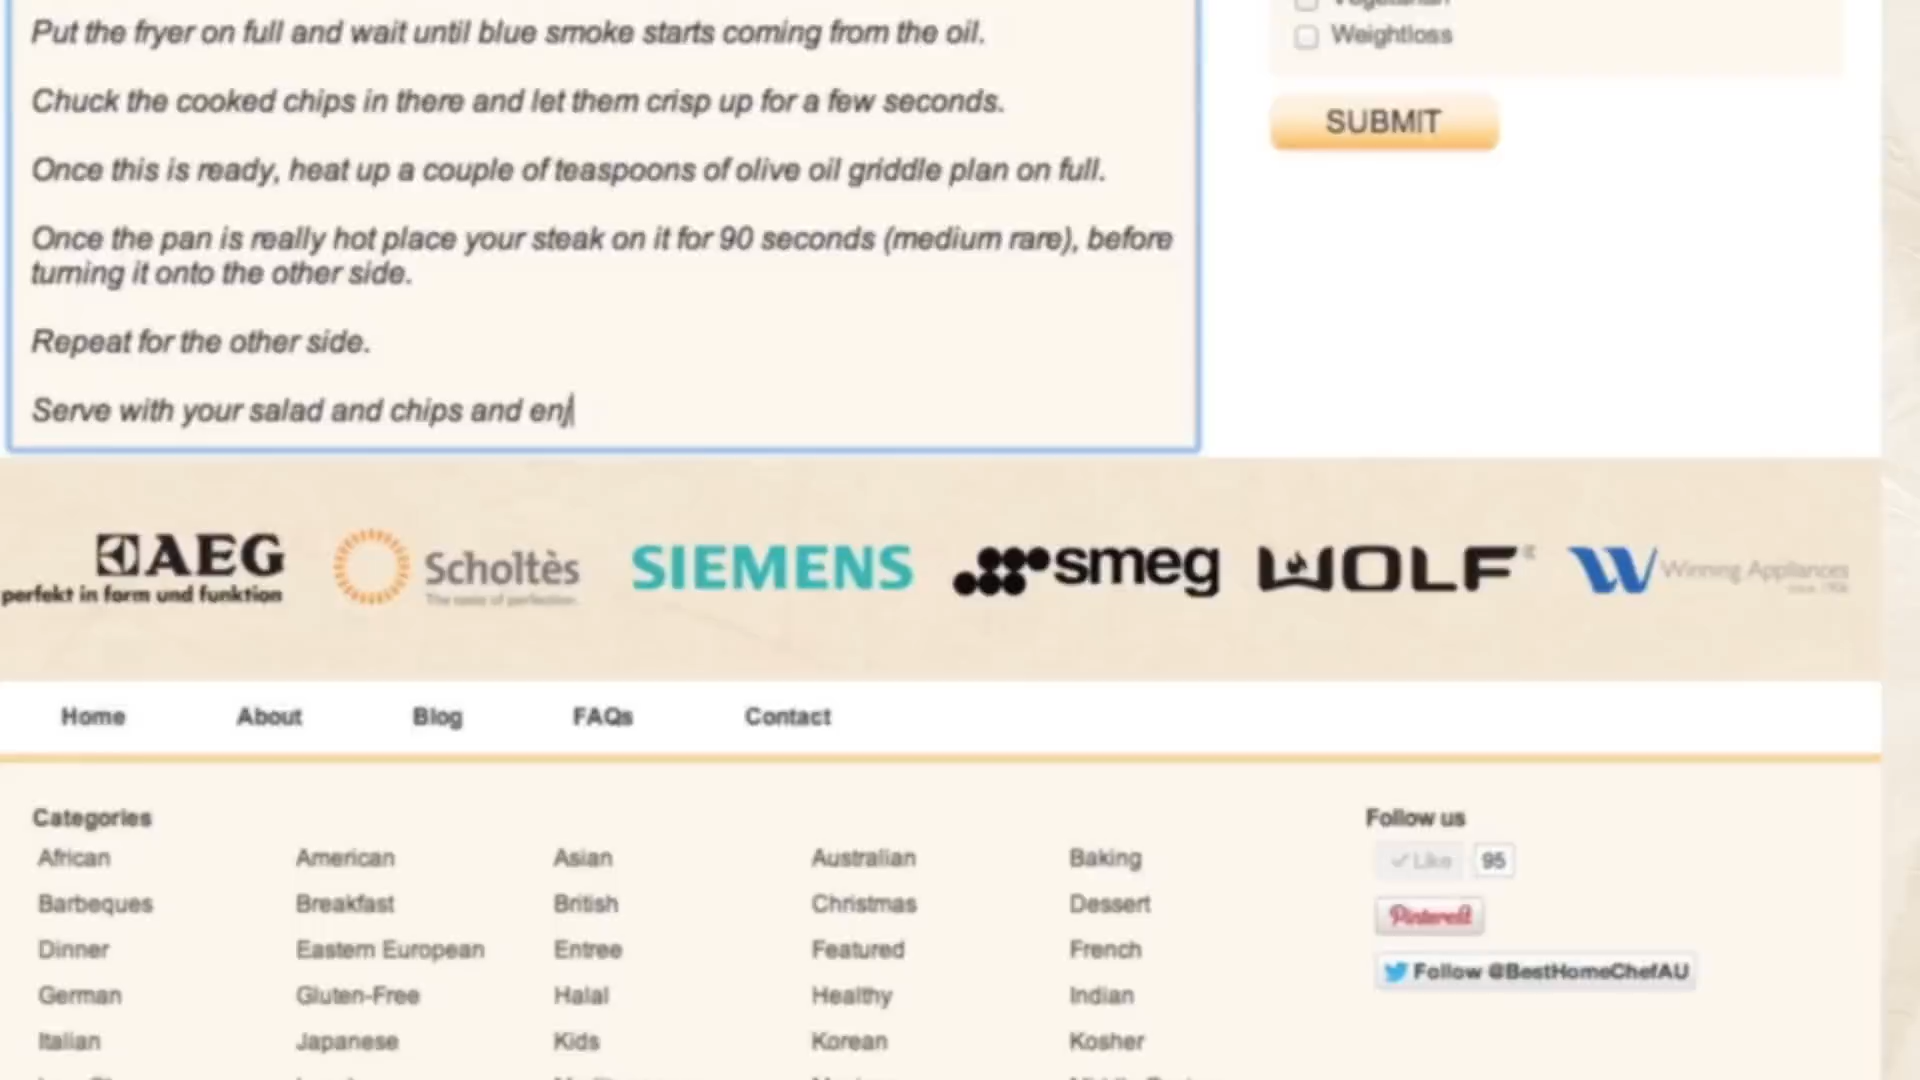 Put the fryer on full and wait until blue smoke starts coming from the oil.
Vegetarian
Weightloss
Chuck the cooked chips in there and let them crisp up for a few seconds.
SUBMIT
Once this is ready, heat up a couple of teaspoons of olive oil griddle plan on full.
Once the pan is really hot place your steak on it for 90 seconds (medium rare), before
turning it onto the other side.
Repeat for the other side.
Serve with your salad and chips and enj
AEG
perfekt in form und funktion
Scholtès
The taste of perfection.
SIEMENS
smeg
WOLF
W Winning Appliances
Home About Blog FAQs Contact
Categories
African American Asian Australian Baking
Barbeques Breakfast British Christmas Dessert
Dinner Eastern European Entree Featured French
German Gluten-Free Halal Healthy Indian
Italian Japanese Kids Korean Kosher
Follow us
Like 95
Pinterest
Follow @BestHomeChefAU